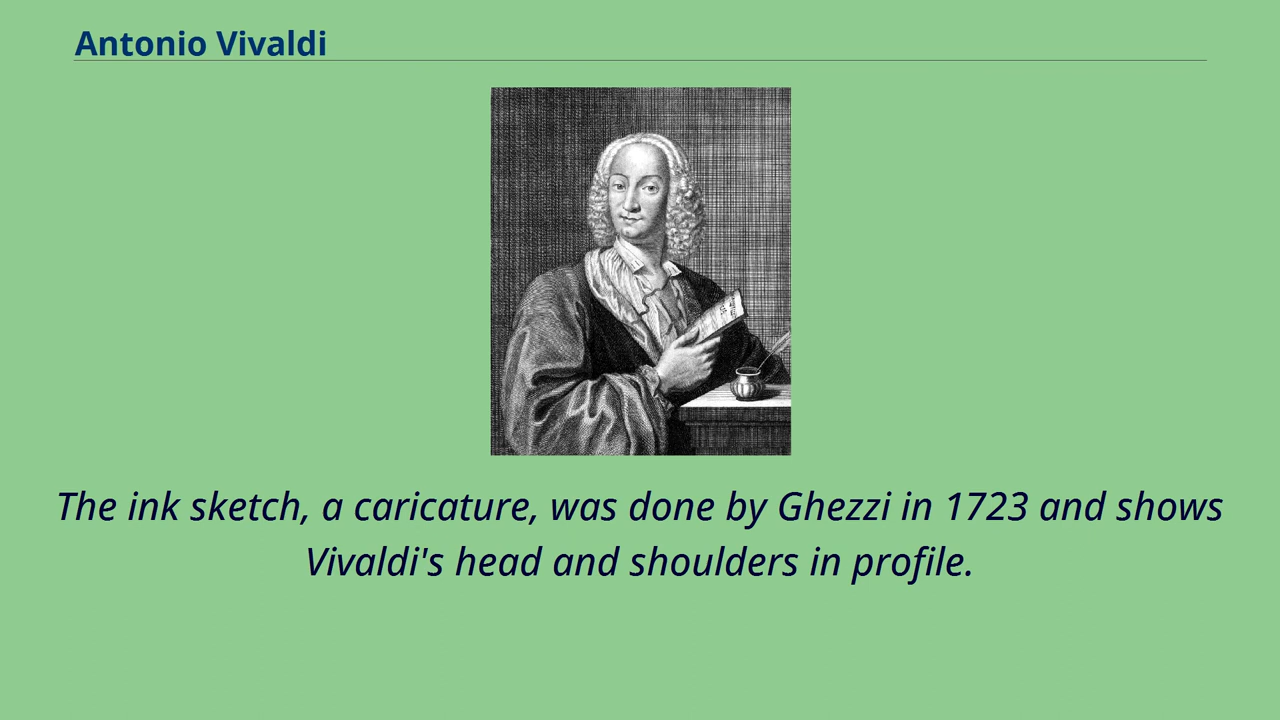 Antonio Vivaldi
The ink sketch, a caricature, was done by Ghezzi in 1723 and shows
Vivaldi's head and shoulders in profile.